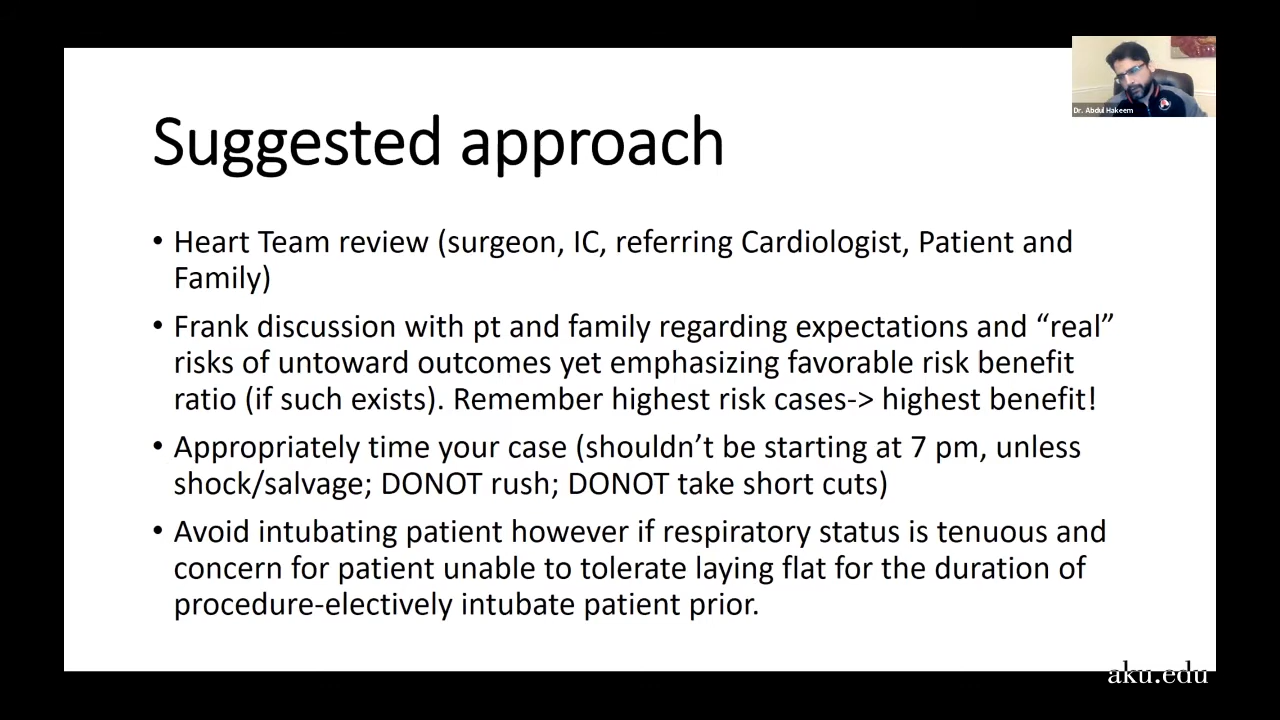 Dr. Abdul Hakeem
Suggested approach
• Heart Team review (surgeon, IC, referring Cardiologist, Patient and
Family)
• Frank discussion with pt and family regarding expectations and “real”
risks of untoward outcomes yet emphasizing favorable risk benefit
ratio (if such exists). Remember highest risk cases-> highest benefit!
• Appropriately time your case (shouldn’t be starting at 7 pm, unless
shock/salvage; DONOT rush; DONOT take short cuts)
• Avoid intubating patient however if respiratory status is tenuous and
concern for patient unable to tolerate laying flat for the duration of
procedure-electively intubate patient prior.
aku.edu